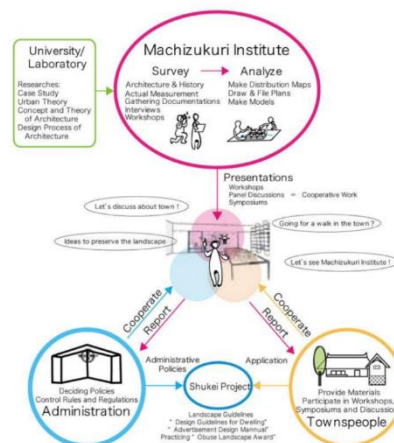 University/
Laboratory
Researches:
Case Study
Urban Theory
Concept and Theory
of Architecture
Design Process of
Architecture
Machizukuri Institute
Survey
Analyze
Architecture & History
Actual Measurement
Gathering Documentations
Interviews
Workshops
Make Distribution Maps
Draw & File Plans
Make Models
Presentations
Workshops
Panel Discussions = Cooperative Work
Symposiums
Let's discuss about town !
Going for a walk in the town ?
Ideas to preserve the landscape
Let's see Machizukuri Institute !
Cooperate
Report
Report
Cooperate
Administrative
Policies
Application
Deciding Policies
Control Rules and Regulations
Administration
Shukei Project
Provide Materials
Participate in Workshops,
Symposiums and Discussions
Townspeople
Landscape Guidelines
" Design Guidelines for Dwelling"
" Advertisement Design Mannual"
Practicing " Obuse Landscape Award"